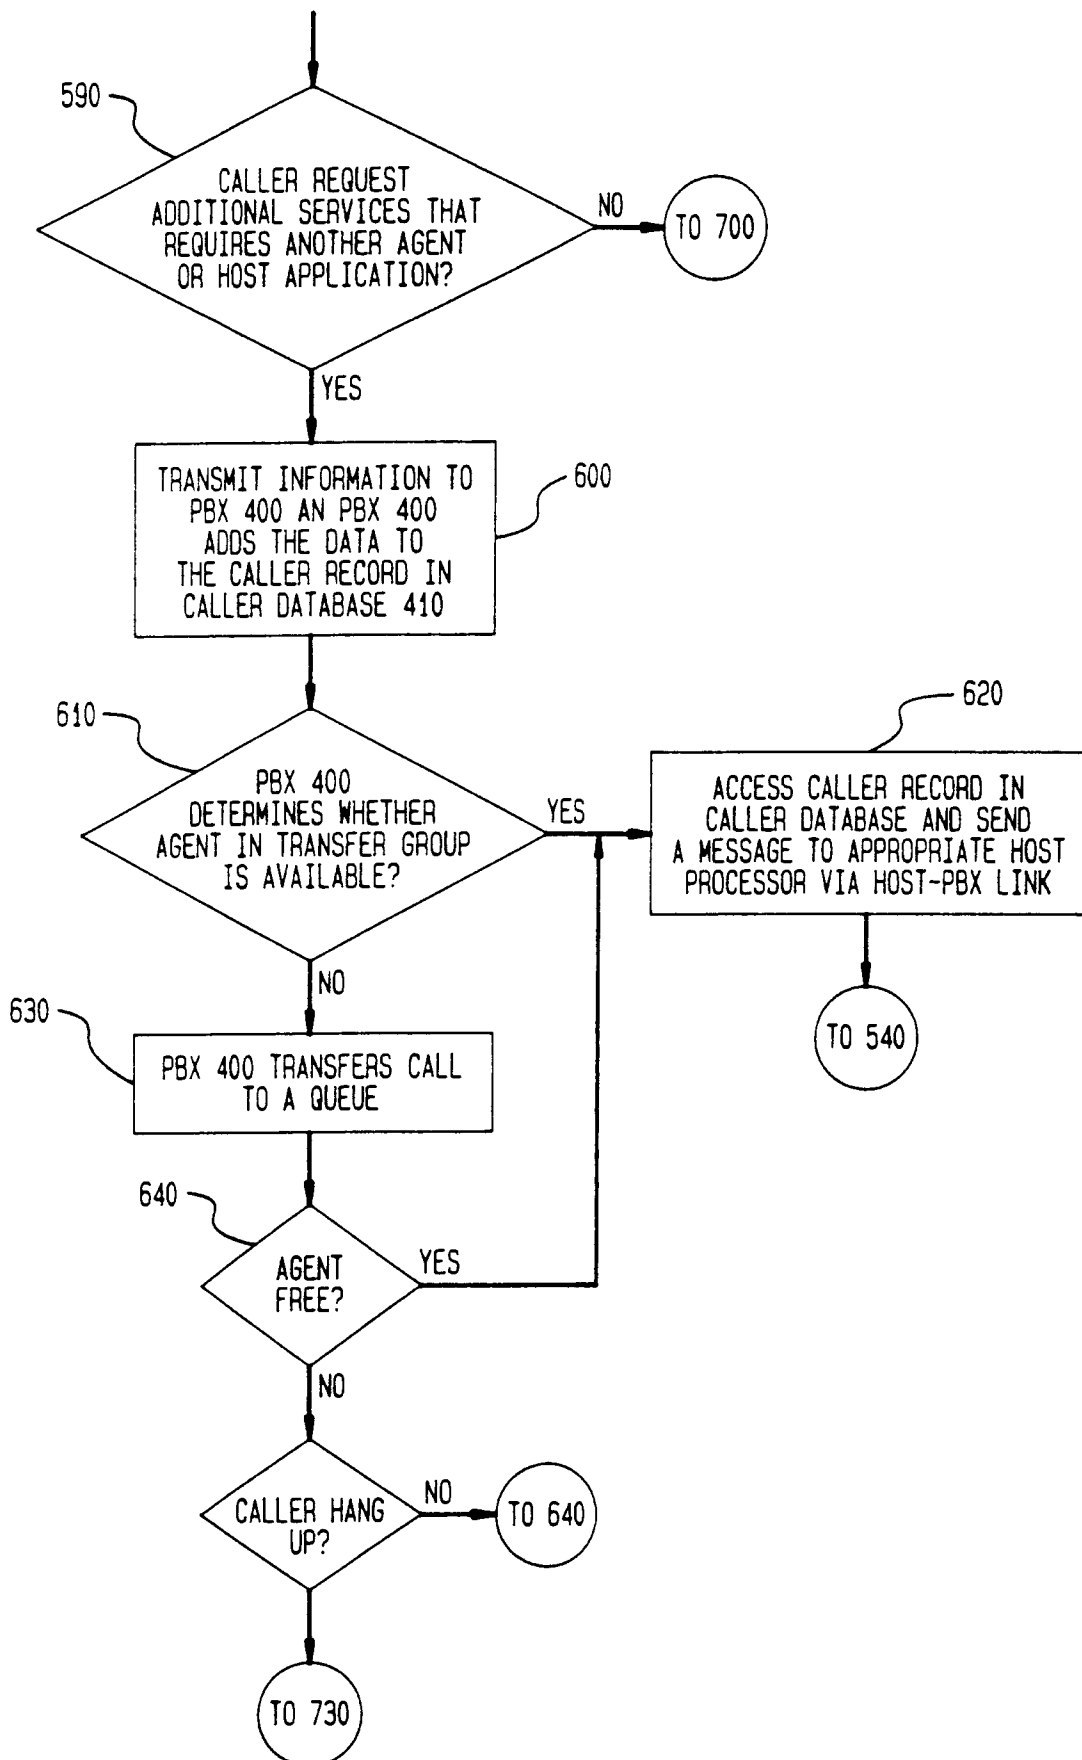 590
CALLER REQUEST
ADDITIONAL SERVICES THAT
REQUIRES ANOTHER AGENT
OR HOST APPLICATION?
NO
TO 700
YES
TRANSMIT INFORMATION TO
PBX 400 AN PBX 400
ADDS THE DATA TO
THE CALLER RECORD IN
CALLER DATABASE 410
600
610
PBX 400
DETERMINES WHETHER
AGENT IN TRANSFER GROUP
IS AVAILABLE?
YES
620
ACCESS CALLER RECORD IN
CALLER DATABASE AND SEND
A MESSAGE TO APPROPRIATE HOST
PROCESSOR VIA HOST-PBX LINK
TO 540
NO
630
PBX 400 TRANSFERS CALL
TO A QUEUE
640
AGENT
FREE?
YES
NO
CALLER HANG
UP?
NO
TO 640
TO 730